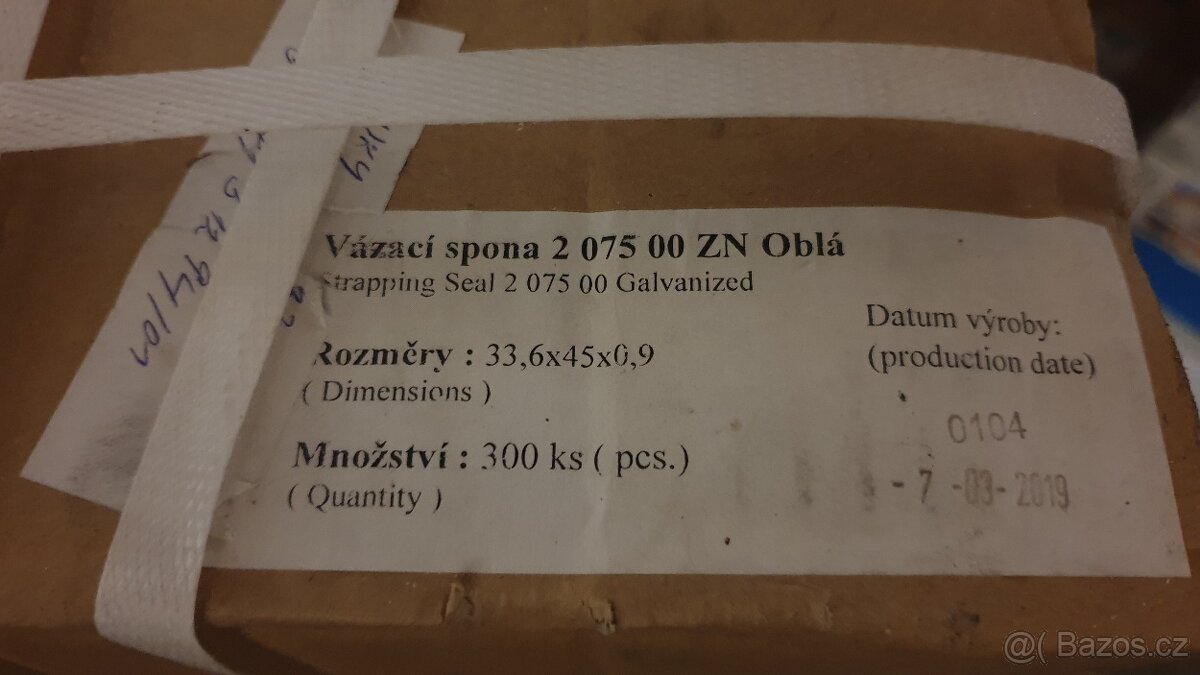 Vázací spona 2 075 00 ZN Oblá
Strapping Seal 2 075 00 Galvanized
Rozměry : 33,6x45x0,9
( Dimensions )
Množství : 300 ks ( pcs.)
( Quantity )
Datum výroby:
(production date)
0104
- 7 -03- 2019
@( Bazos.cz